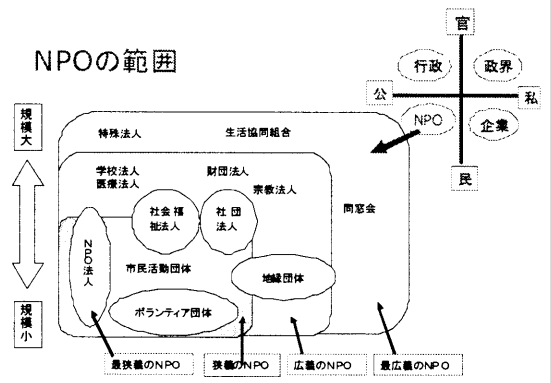 官
NPOの範囲
行政
政界
公
私
NPO
企業
民
規模大
特殊法人
生活協同組合
学校法人
医療法人
財団法人
宗教法人
社会福
祉法人
社団
法人
同窓会
NPO法人
市民活動団体
地縁団体
ボランティア団体
規模小
最狭義のNPO
狭義のNPO
広義のNPO
最広義のNPO